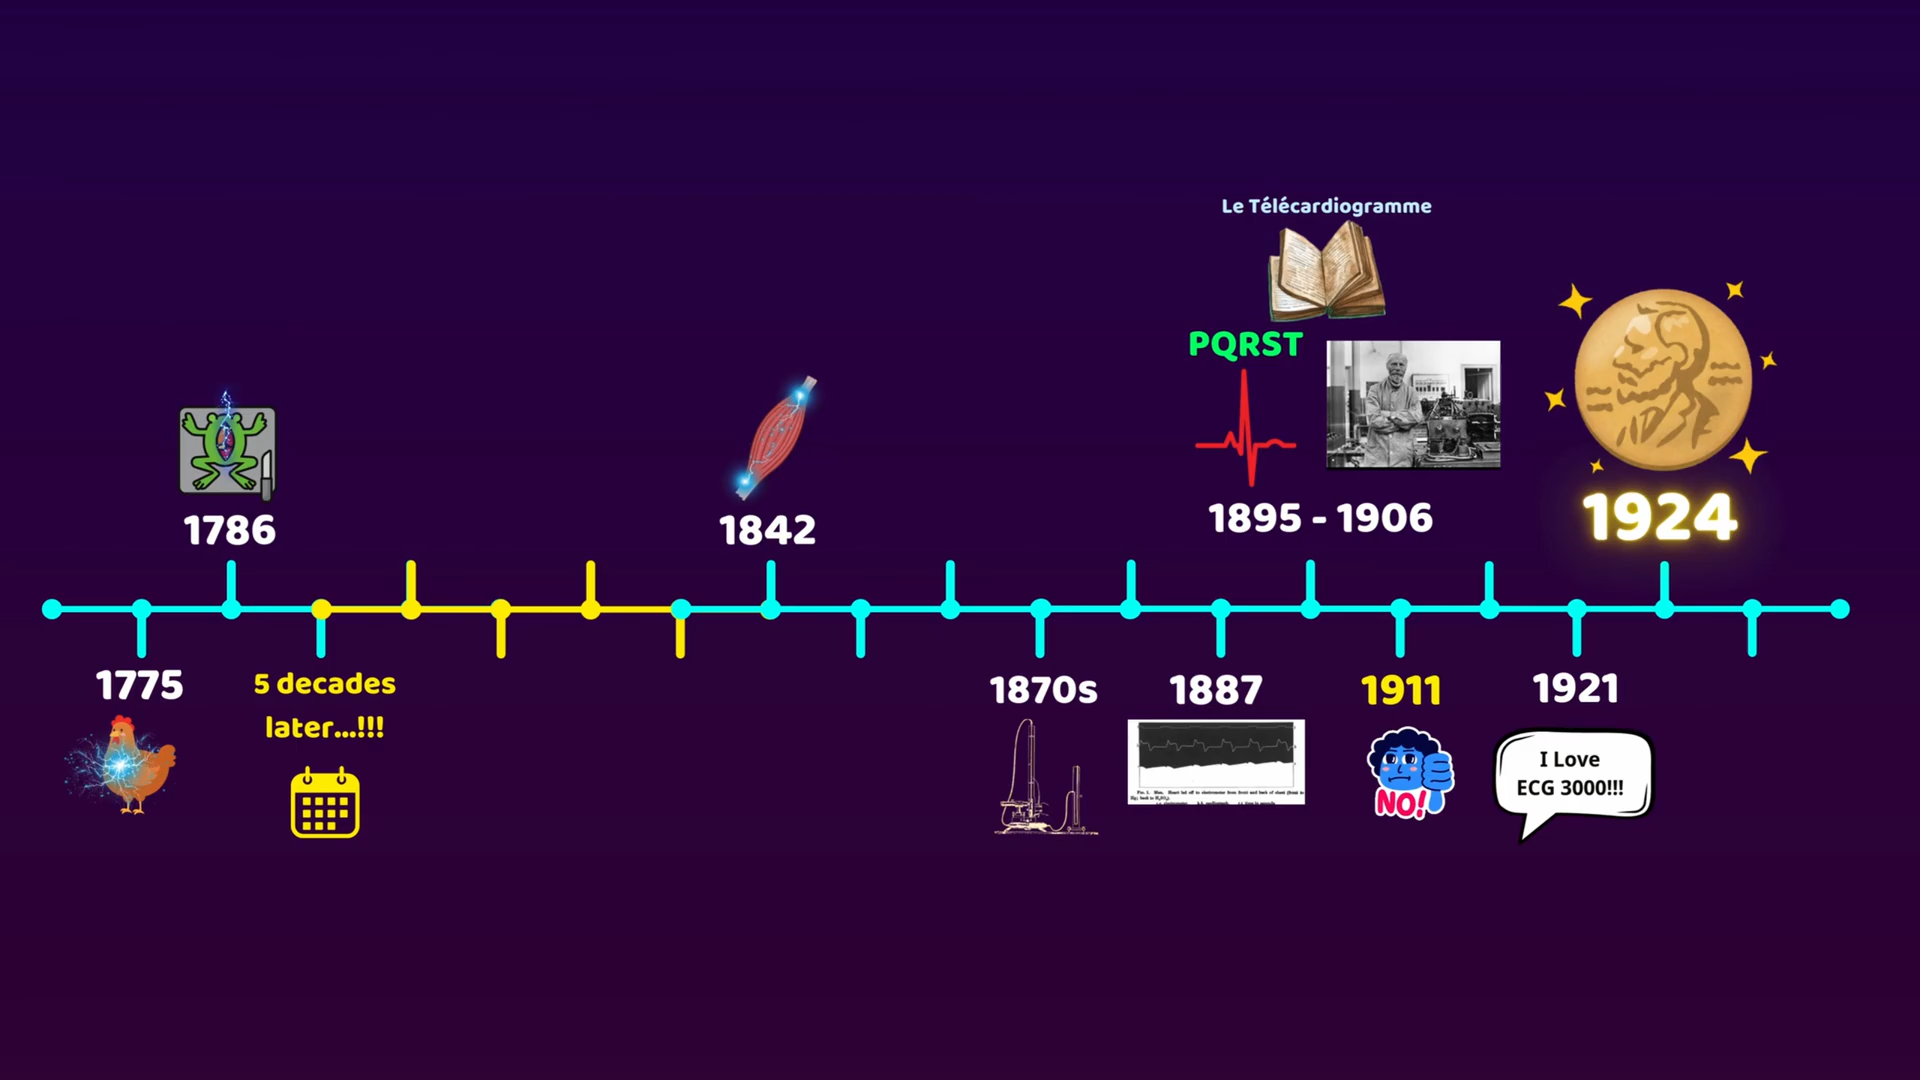 Le Télécardiogramme
PQRST
1786
1842
1895 - 1906
1924
1775
5 decades
later...!!!
1870s
1887
1911
1921
NO!
I Love
ECG 3000!!!